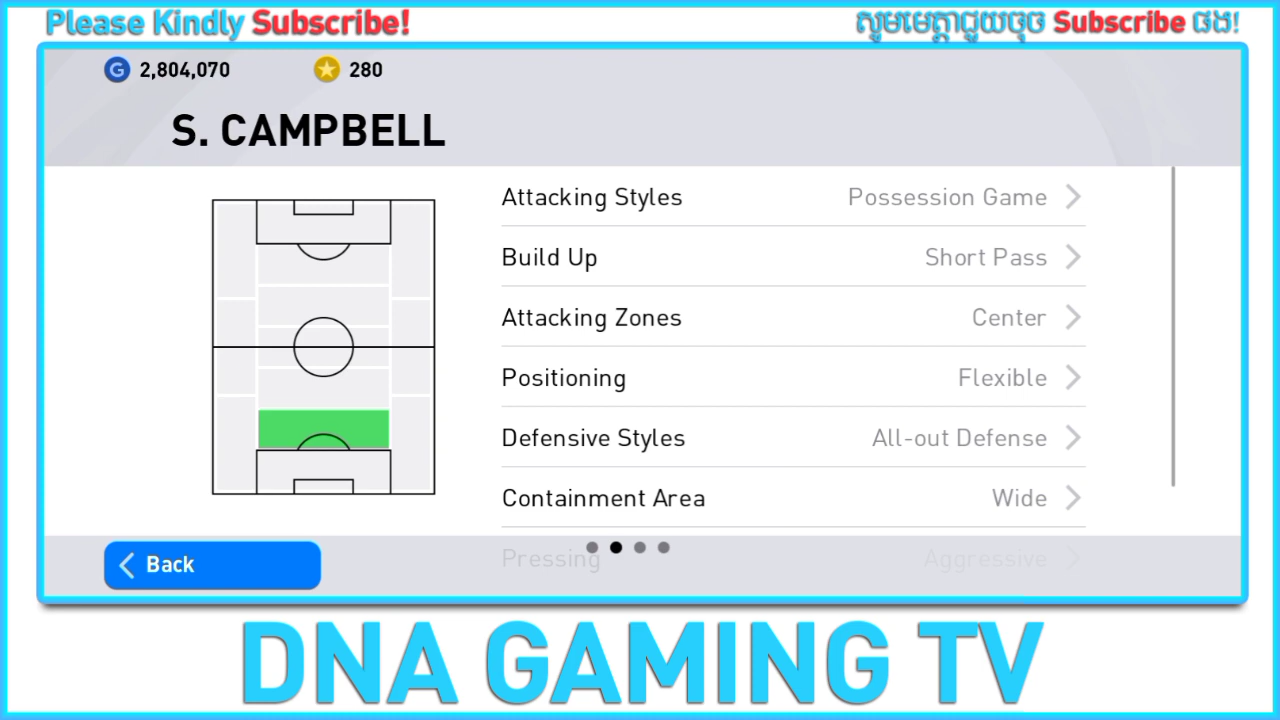 Please Kindly Subscribe!
សូមមេត្តាជួយចុច Subscribe ផង!
G 2,804,070 280
S. CAMPBELL
Attacking Styles Possession Game
Build Up Short Pass
Attacking Zones Center
Positioning Flexible
Defensive Styles All-out Defense
Containment Area Wide
Pressing Aggressive
Back
DNA GAMING TV